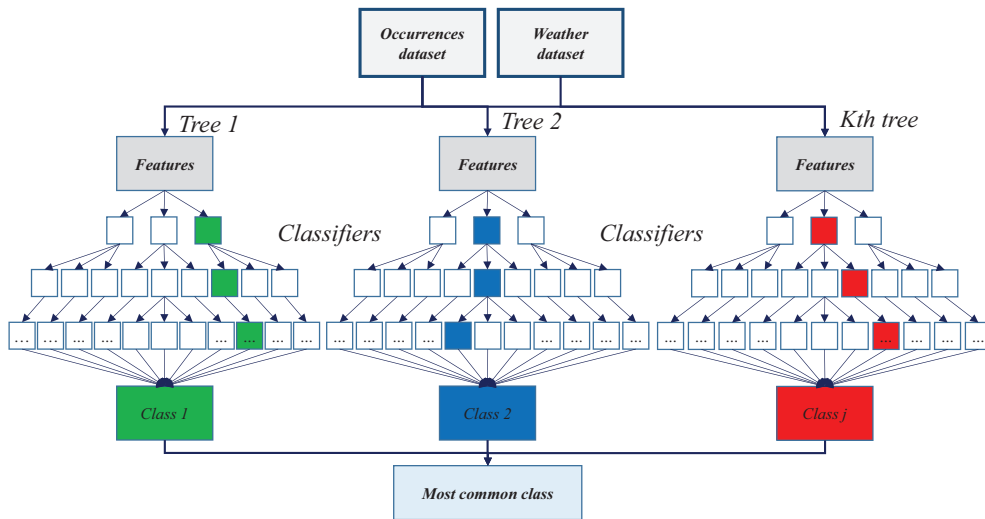 Occurrences
dataset
Weather
dataset
Tree 1
Tree 2
Kth tree
Features
Features
Features
Classifiers
Classifiers
... ... ... ... ... ... ... ...
... ... ... ... ... ... ... ... ...
... ... ... ... ... ... ... ...
Class 1
Class 2
Class j
Most common class